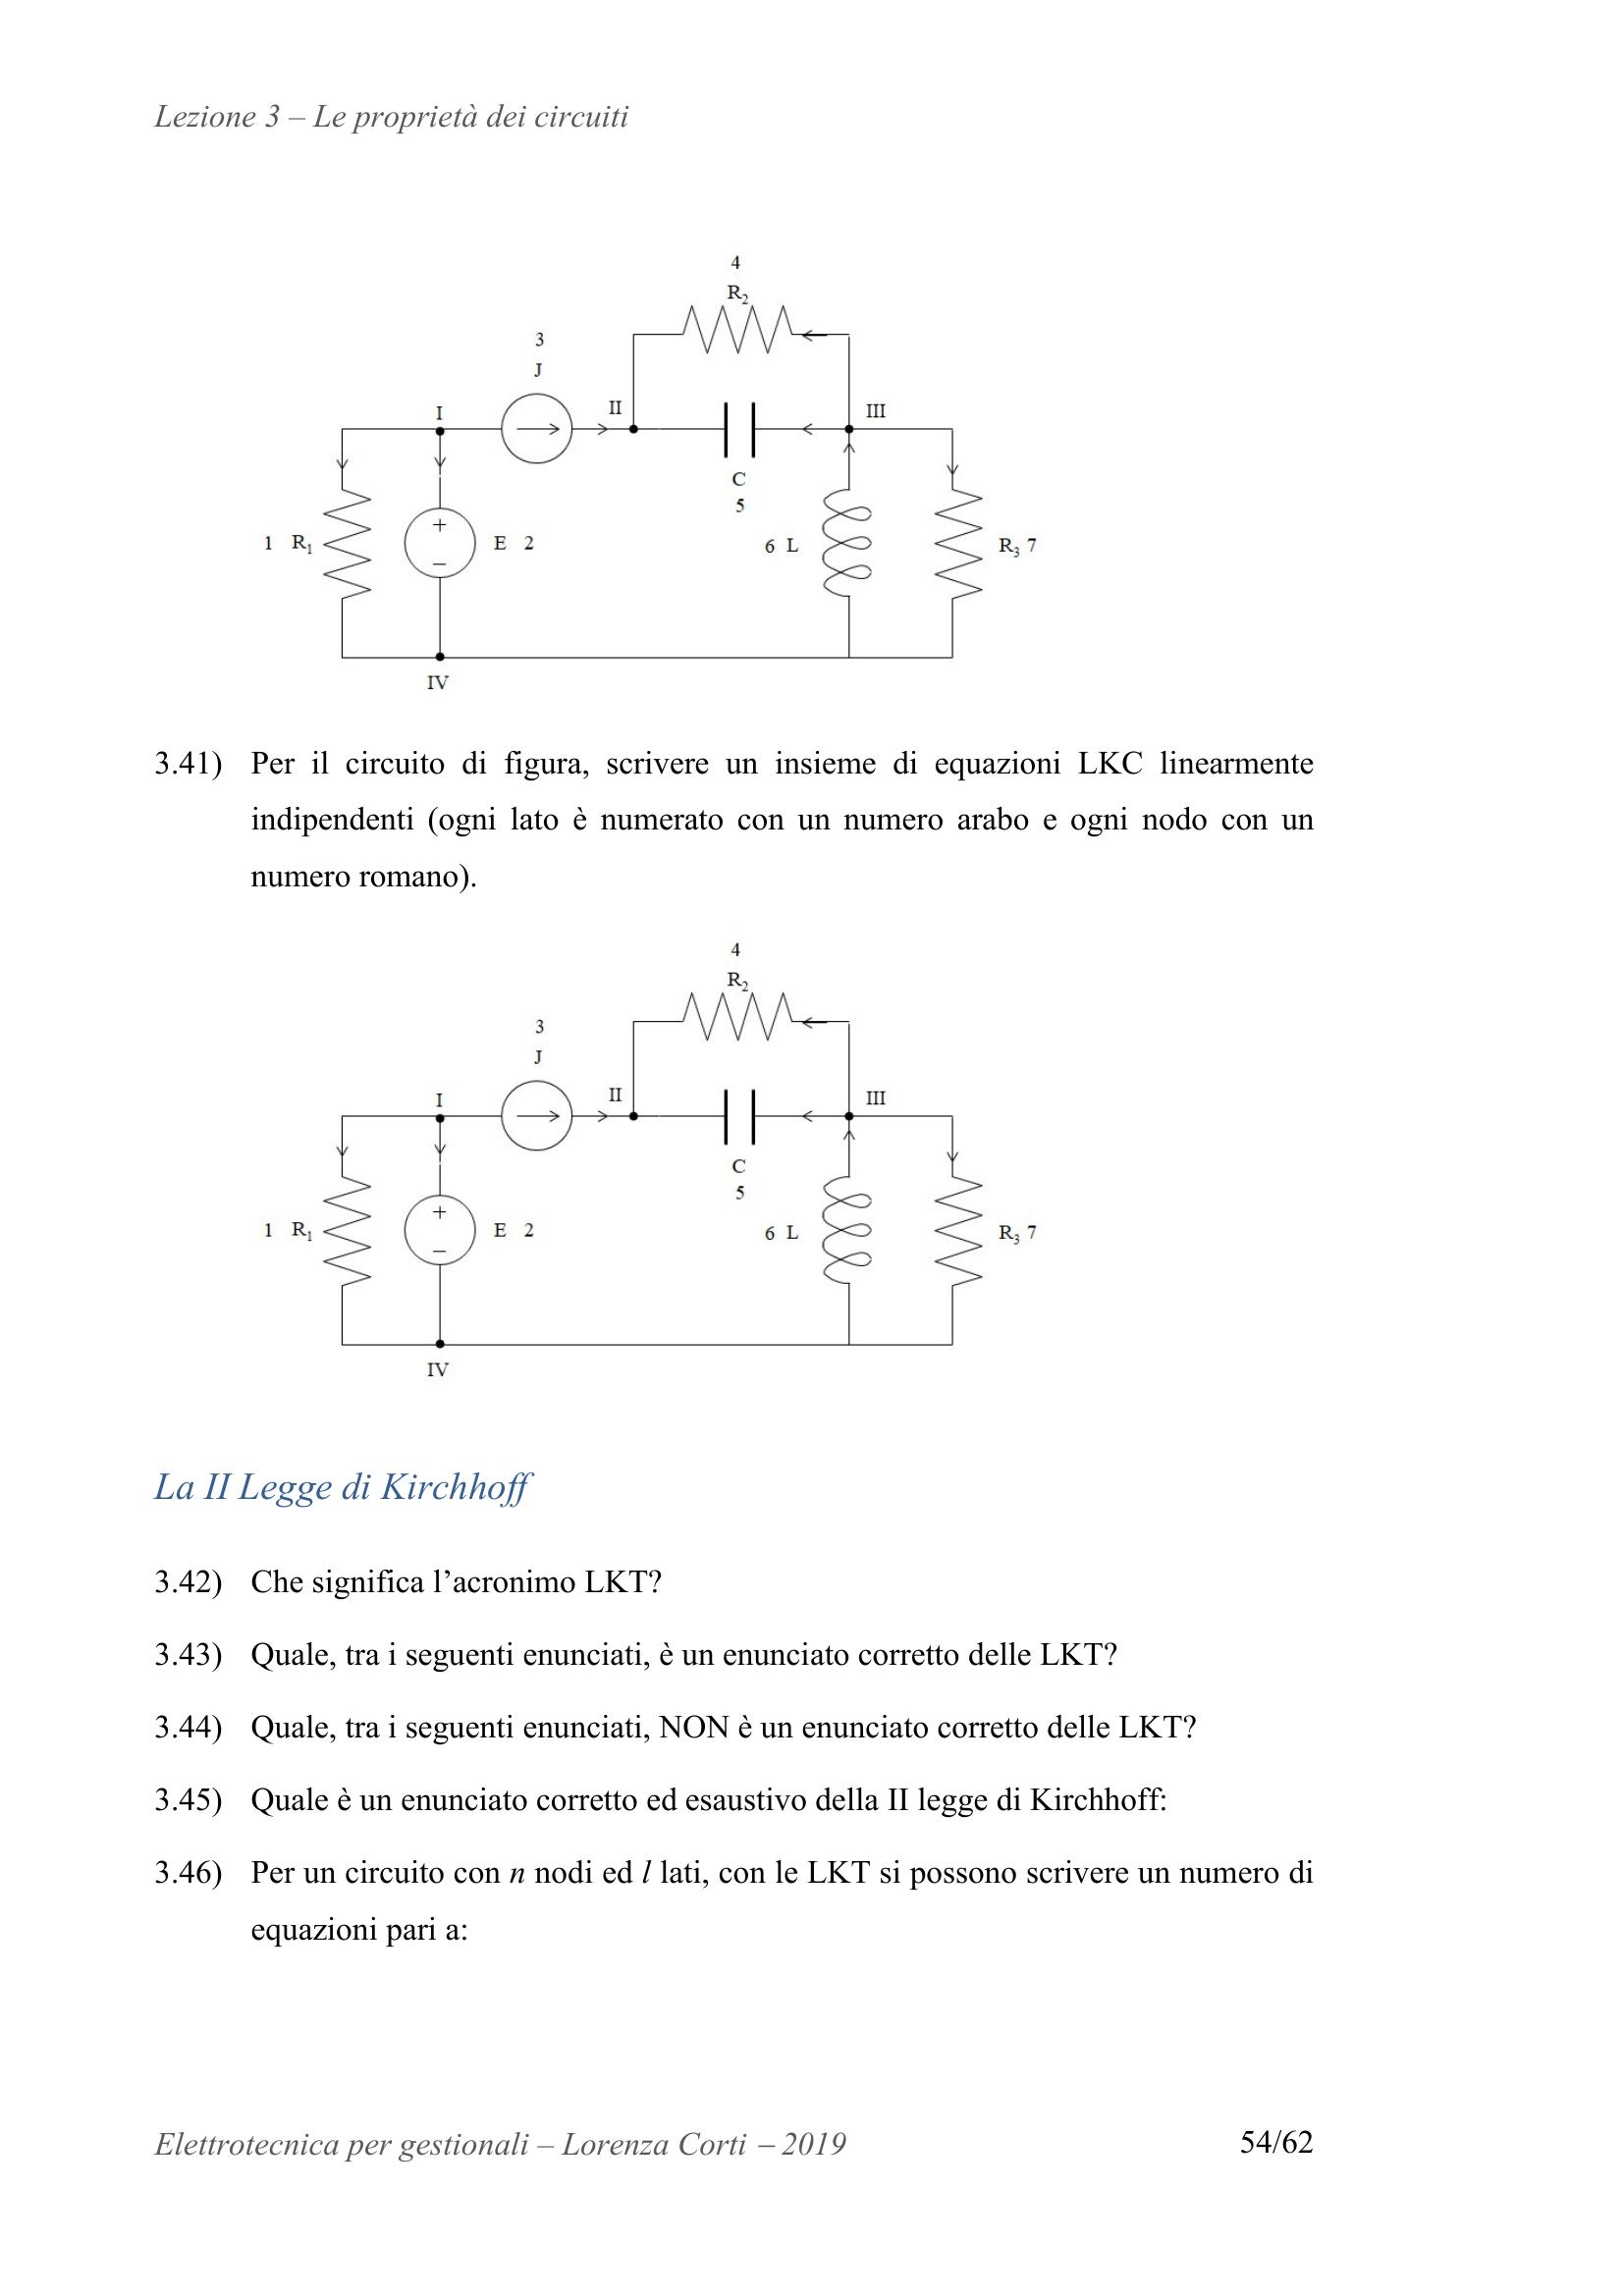 Lezione 3 – Le proprietà dei circuiti
4
R2
3
J
I
II
III
C
5
1 R1
+
–
E 2
6 L
R3 7
IV
3.41) Per il circuito di figura, scrivere un insieme di equazioni LKC linearmente
indipendenti (ogni lato è numerato con un numero arabo e ogni nodo con un
numero romano).
4
R2
3
J
I
II
III
C
5
1 R1
+
–
E 2
6 L
R3 7
IV
La II Legge di Kirchhoff
3.42) Che significa l’acronimo LKT?
3.43) Quale, tra i seguenti enunciati, è un enunciato corretto delle LKT?
3.44) Quale, tra i seguenti enunciati, NON è un enunciato corretto delle LKT?
3.45) Quale è un enunciato corretto ed esaustivo della II legge di Kirchhoff:
3.46) Per un circuito con n nodi ed l lati, con le LKT si possono scrivere un numero di
equazioni pari a:
Elettrotecnica per gestionali – Lorenza Corti – 2019 54/62